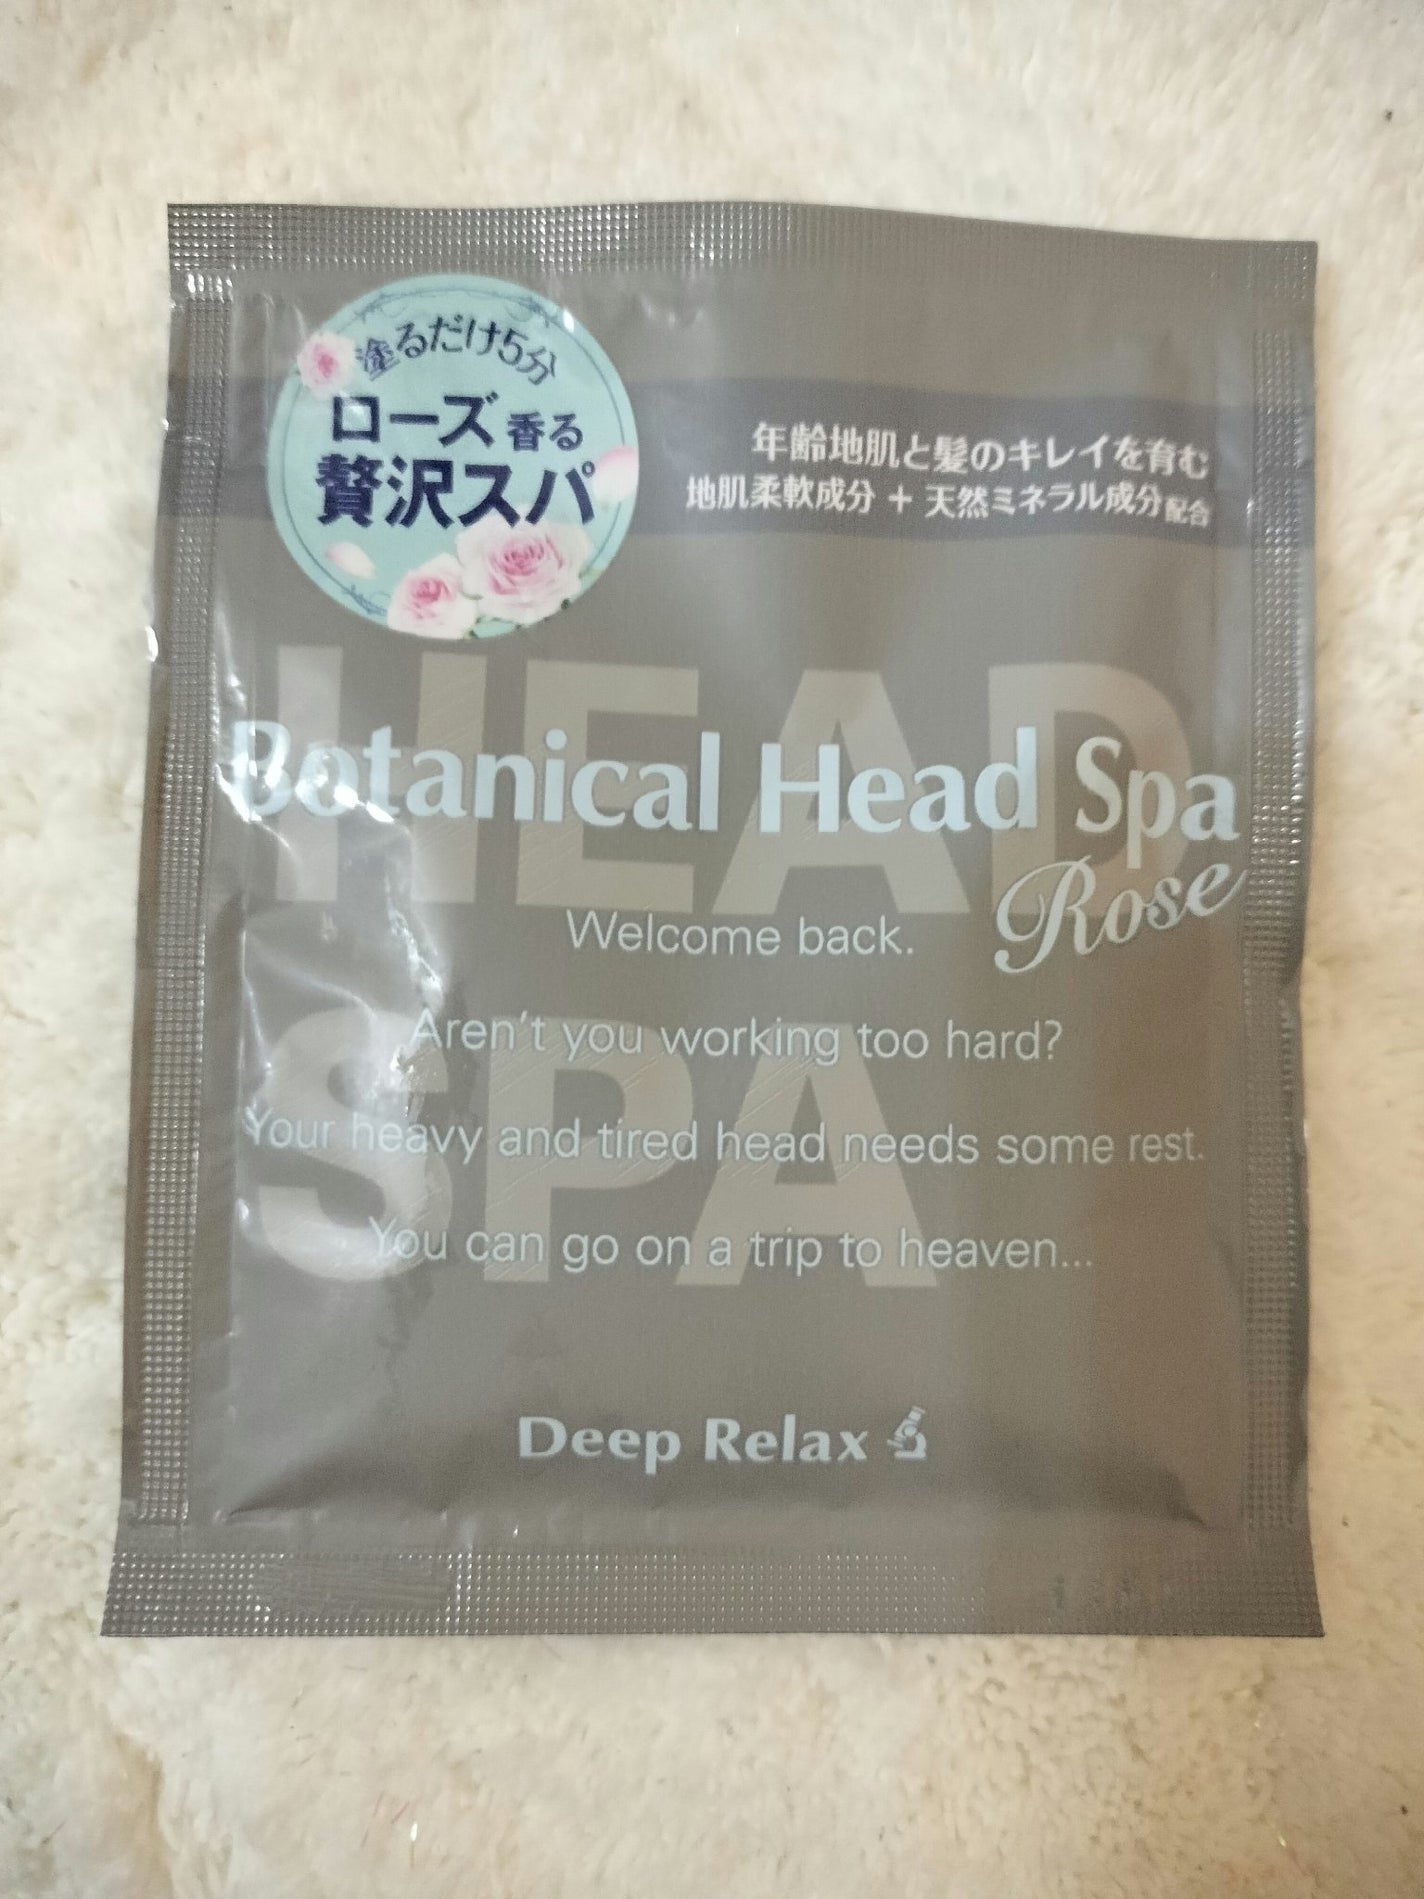 塗るだけ5分
ローズ香る
贅沢スパ
年齢地肌と髪のキレイを育む
地肌柔軟成分 + 天然ミネラル成分配合
HEAD
Botanical Head Spa
Rose
Welcome back.
Aren't you working too hard?
SPA
Your heavy and tired head needs some rest.
You can go on a trip to heaven...
Deep Relax